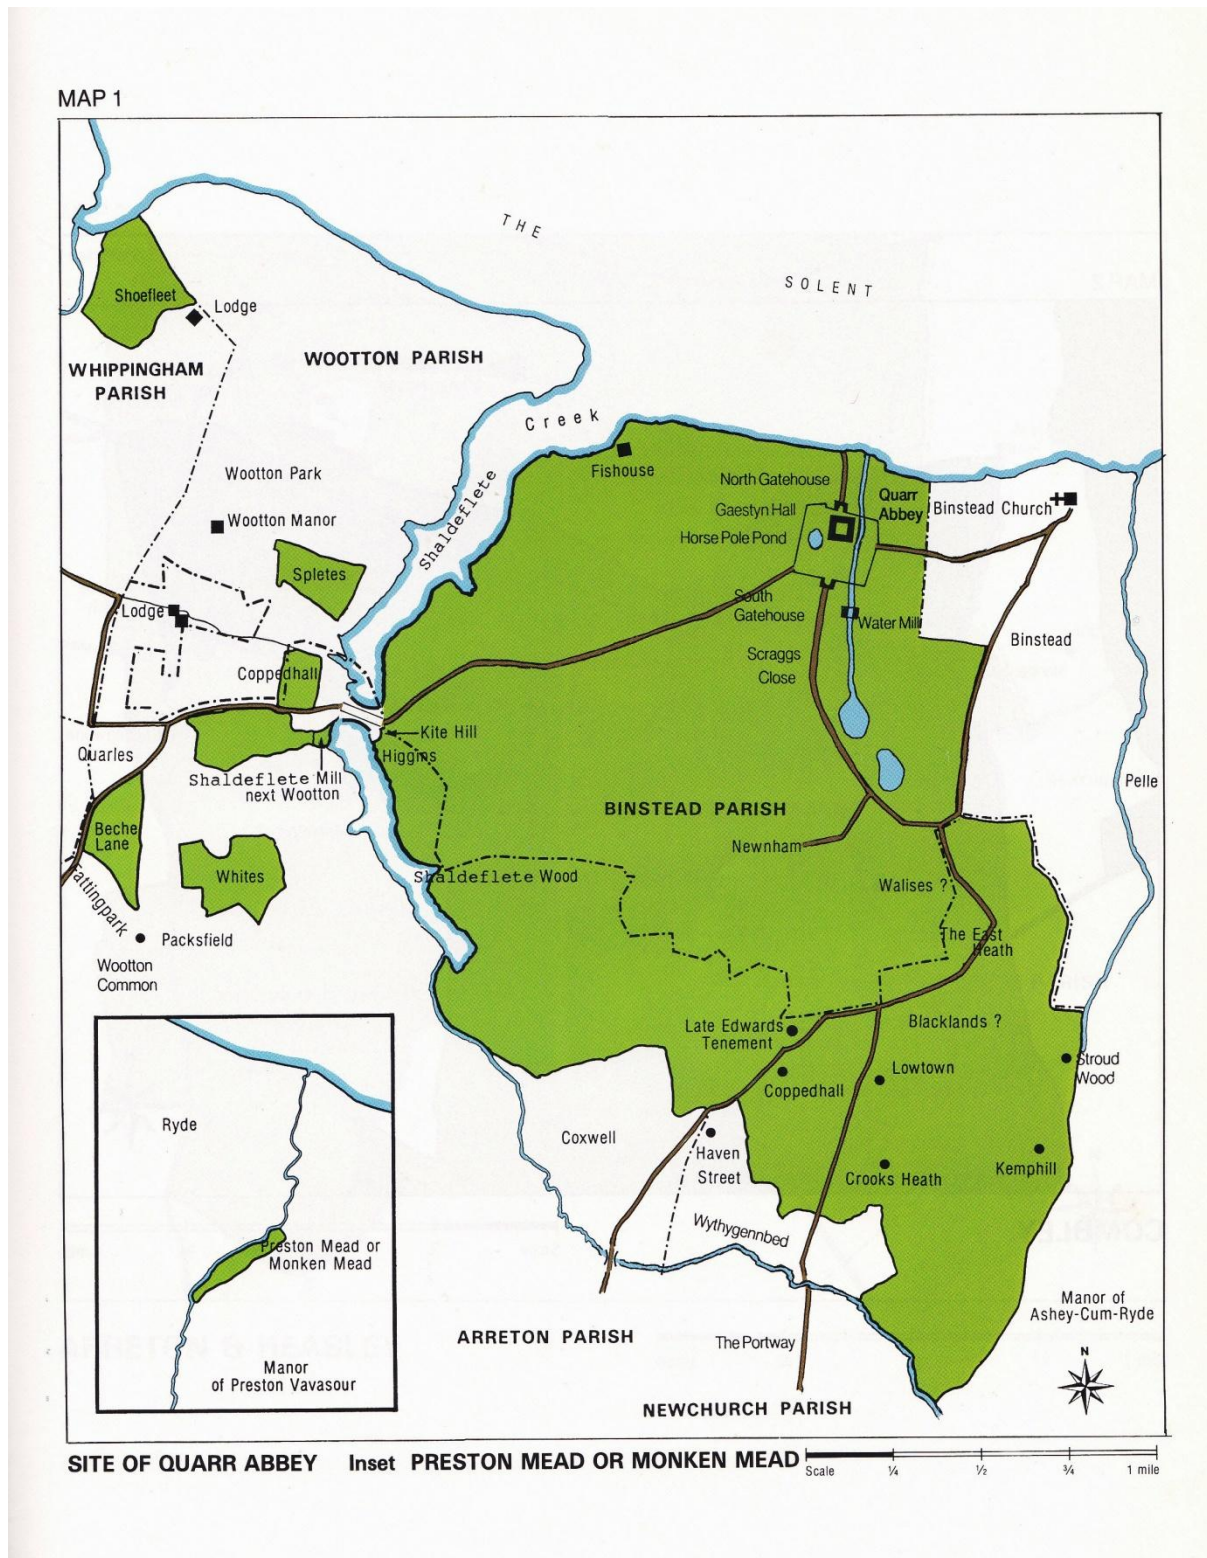 MAP 1
THE
SOLENT
Shoefleet
Lodge
WHIPPINGHAM
PARISH
WOOTTON PARISH
Creek
Shaldeflete
Fishouse
Wootton Park
Wootton Manor
Spletes
Lodge
Coppedhall
North Gatehouse
Gaestyn Hall
Horse Pole Pond
Quarr
Abbey
Binstead Church
South
Gatehouse
Water Mill
Scraggs
Close
Binstead
Kite Hill
Higgins
Quarles
Shaldeflete Mill
next Wootton
Beche
Lane
Whites
Packsfield
Wootton
Common
BINSTEAD PARISH
Pelle
Newnham
Shaldeflete Wood
Walises ?
The East
Heath
Late Edwards
Tenement
Blacklands ?
Coppedhall
Lowtown
Stroud
Wood
Coxwell
Haven
Street
Crooks Heath
Kemphill
Wythygennbed
Ryde
Preston Mead or
Monken Mead
Manor
of Preston Vavasour
ARRETON PARISH
The Portway
Manor of
Ashey-Cum-Ryde
N
NEWCHURCH PARISH
SITE OF QUARR ABBEY Inset PRESTON MEAD OR MONKEN MEAD
Scale ¼ ½ ¾ 1 mile